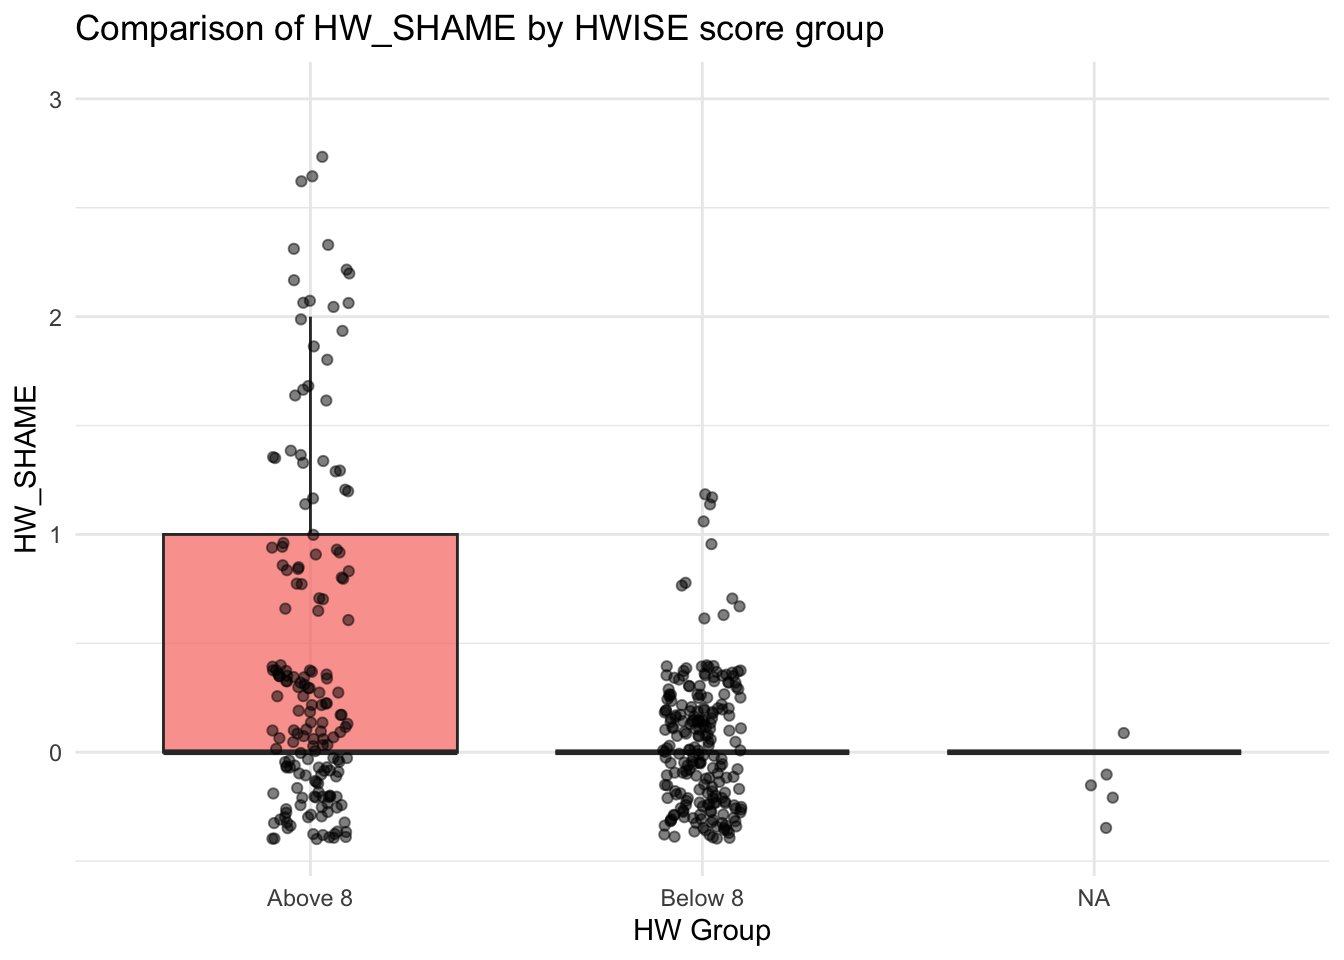 Comparison of HW_SHAME by HWISE score group
3
2
1
0
HW_SHAME
Above 8
Below 8
NA
HW Group